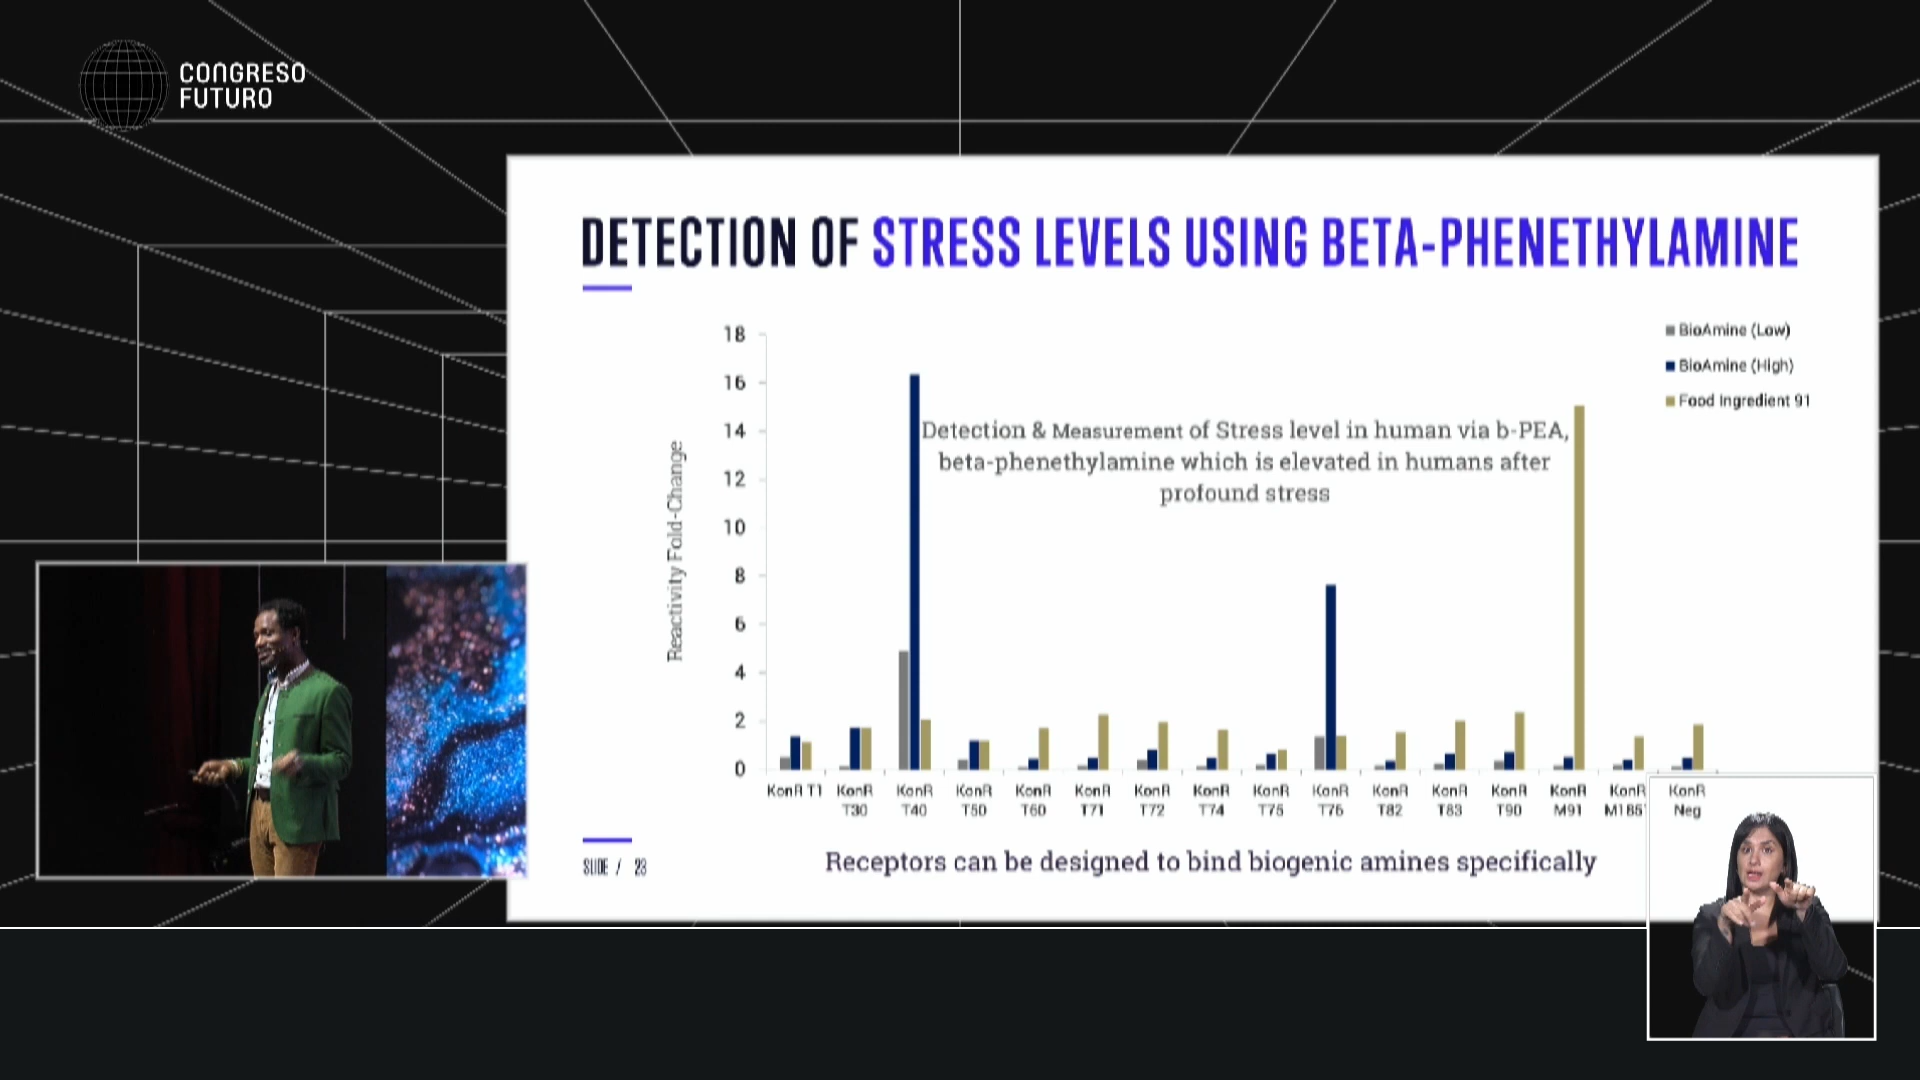 CONGRESO
FUTURO
DETECTION OF STRESS LEVELS USING BETA-PHENETHYLAMINE
BioAmine (Low)
BioAmine (High)
Food Ingredient 91
Detection & Measurement of Stress level in human via b-PEA,
beta-phenethylamine which is elevated in humans after
profound stress
Reactivity Fold-Change
18
16
14
12
10
8
6
4
2
0
KonR T1 KonR KonR KonR KonR KonR KonR KonR KonR KonR KonR KonR KonR KonR KonR KonR
T30 T40 T50 T60 T71 T72 T74 T75 T76 T82 T83 T90 M91 Neg
Receptors can be designed to bind biogenic amines specifically
SLIDE / 23